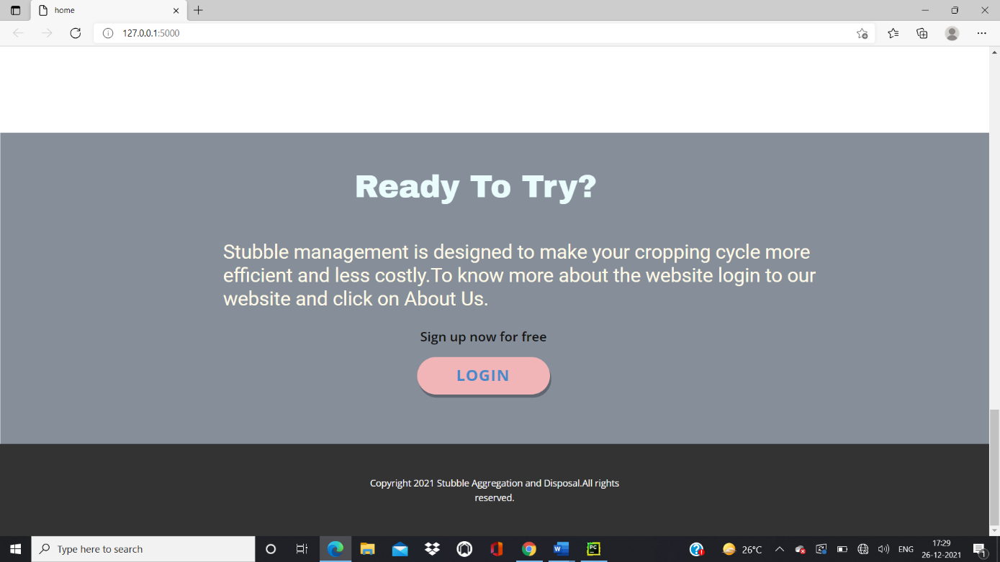 home
127.0.0.1:5000
Ready To Try?
Stubble management is designed to make your cropping cycle more
efficient and less costly.To know more about the website login to our
website and click on About Us.
Sign up now for free
LOGIN
Copyright 2021 Stubble Aggregation and Disposal.All rights
reserved.
Type here to search
W
PC
26°C
ENG
17:29
26-12-2021
1